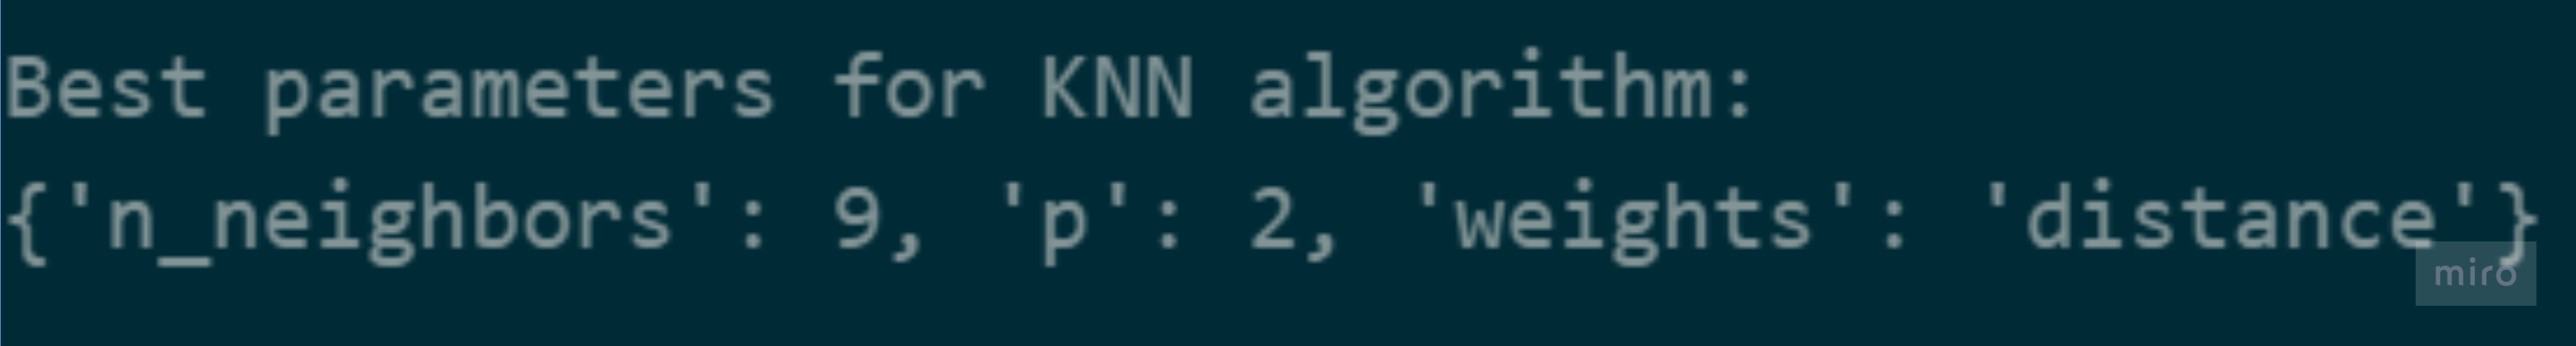 Best parameters for KNN algorithm:
{'n_neighbors': 9, 'p': 2, 'weights': 'distance'}
miro